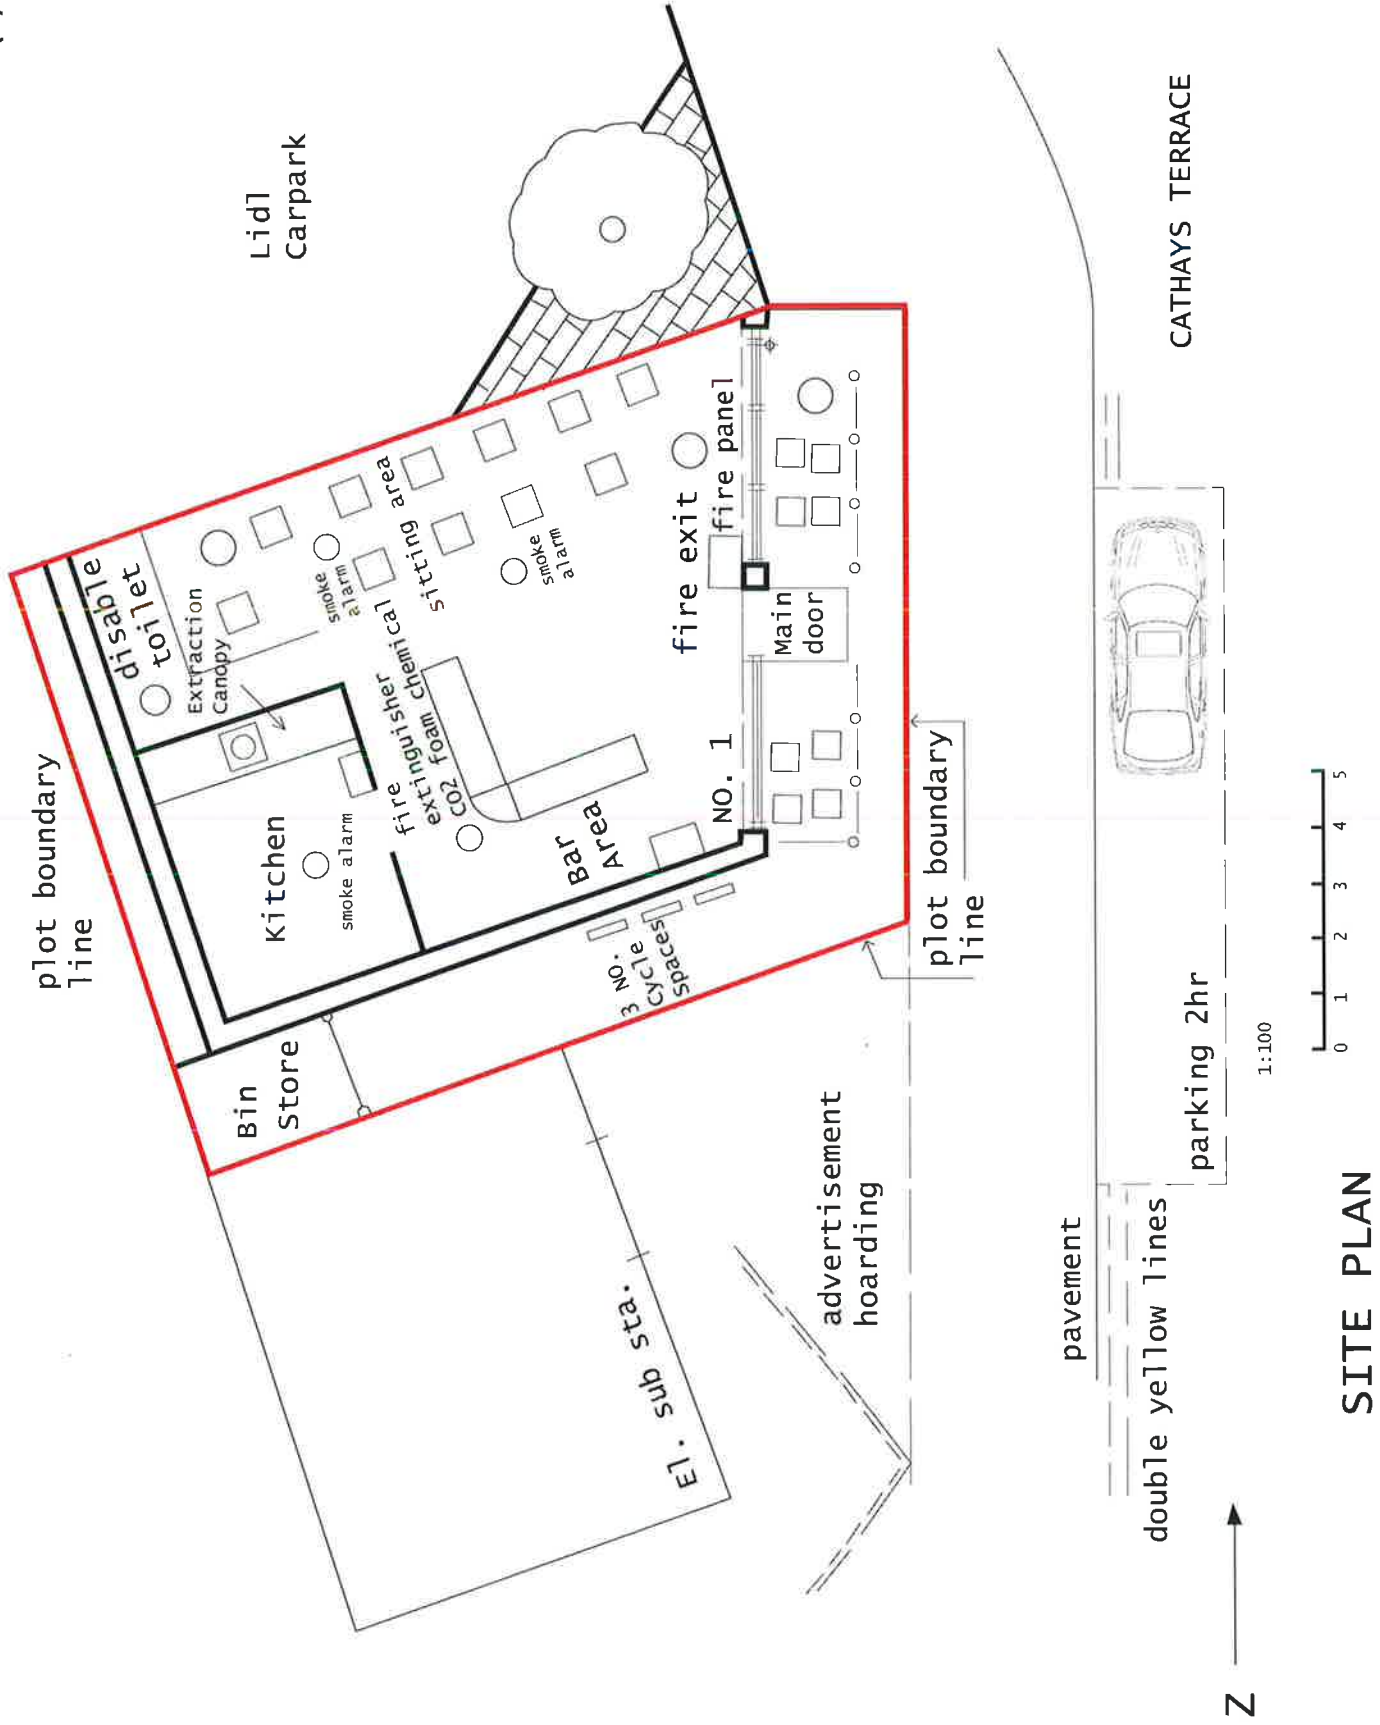 plot boundary
line
Lidl
Carpark
disable
toilet
Extraction
Canopy
smoke
alarm
sitting area
smoke
alarm
fire
extinguisher
CO2 foam chemical
Kitchen
smoke alarm
Bar
Area
fire exit
fire panel
Main
door
NO. 1
3 NO.
cycle
spaces
Bin
Store
plot boundary
line
El. sub sta.
advertisement
hoarding
CATHAYS TERRACE
pavement
parking 2hr
double yellow lines
1:100
0 1 2 3 4 5
SITE PLAN
N